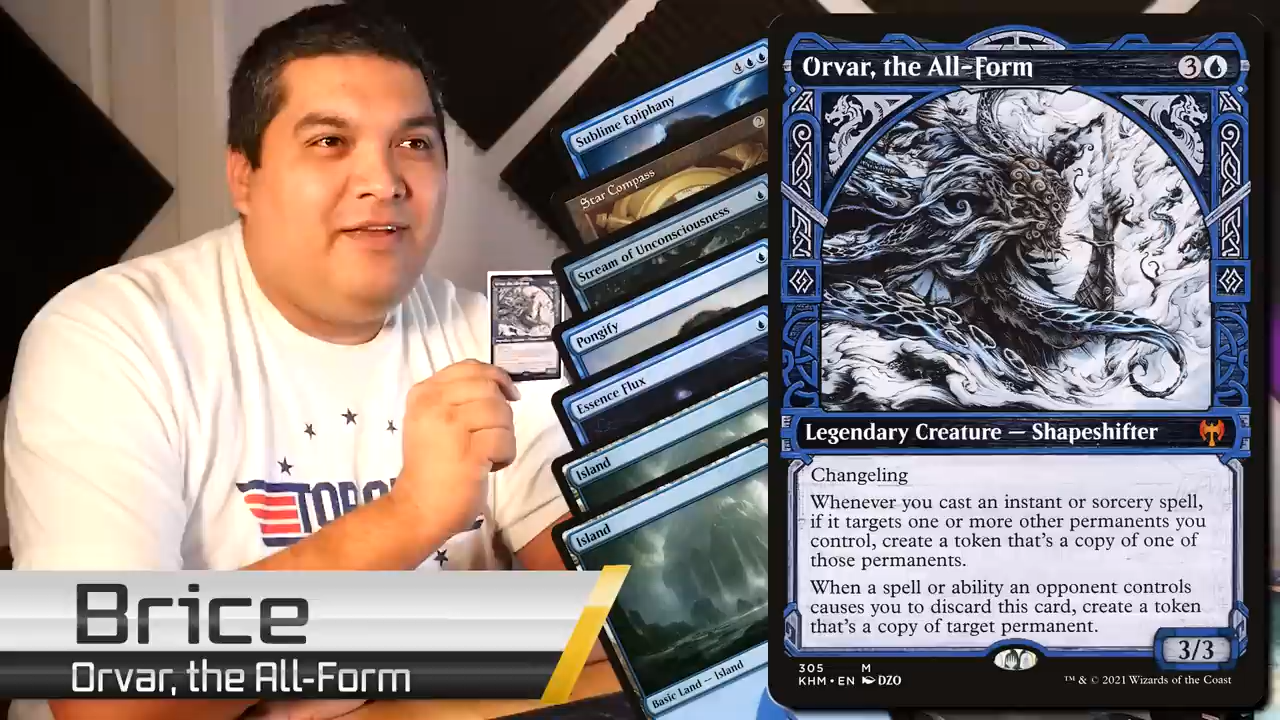 Brice
Orvar, the All-Form
Sublime Epiphany
4
Star Compass
2
Stream of Unconsciousness
Pongify
Essence Flux
Island
Island
Basic Land — Island
Orvar, the All-Form
3
Legendary Creature — Shapeshifter
Changeling
Whenever you cast an instant or sorcery spell,
if it targets one or more other permanents you
control, create a token that's a copy of one of
those permanents.
When a spell or ability an opponent controls
causes you to discard this card, create a token
that's a copy of target permanent.
3/3
305 M
KHM • EN DZO
™ & © 2021 Wizards of the Coast